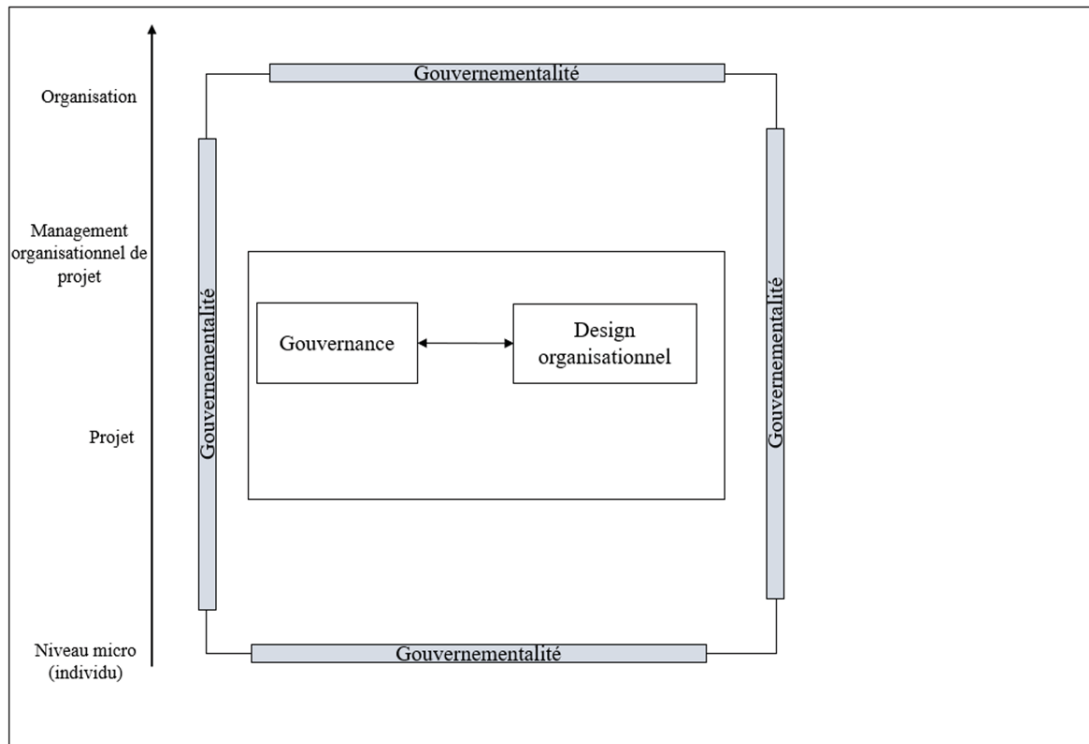 Gouvernementalité
Organisation
Management
organisationnel de
projet
Gouvernementalité
Gouvernance
Design
organisationnel
Gouvernementalité
Projet
Niveau micro
(individu)
Gouvernementalité